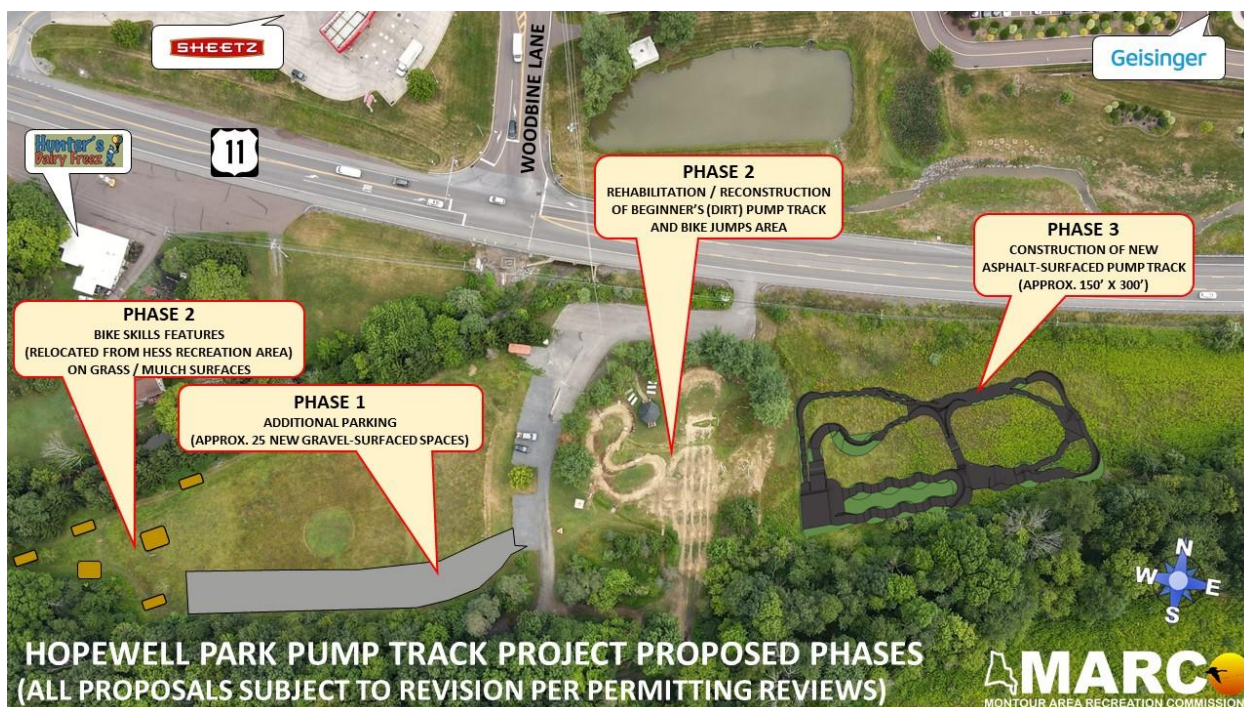 SHEETZ
WOODBINE LANE
Geisinger
Hunter's
Dairy Freez
11
PHASE 2
REHABILITATION / RECONSTRUCTION
OF BEGINNER'S (DIRT) PUMP TRACK
AND BIKE JUMPS AREA
PHASE 3
CONSTRUCTION OF NEW
ASPHALT-SURFACED PUMP TRACK
(APPROX. 150' X 300')
PHASE 2
BIKE SKILLS FEATURES
(RELOCATED FROM HESS RECREATION AREA)
ON GRASS / MULCH SURFACES
PHASE 1
ADDITIONAL PARKING
(APPROX. 25 NEW GRAVEL-SURFACED SPACES)
N
W
E
S
HOPEWELL PARK PUMP TRACK PROJECT PROPOSED PHASES
(ALL PROPOSALS SUBJECT TO REVISION PER PERMITTING REVIEWS)
MARCO
MONTOUR AREA RECREATION COMMISSION